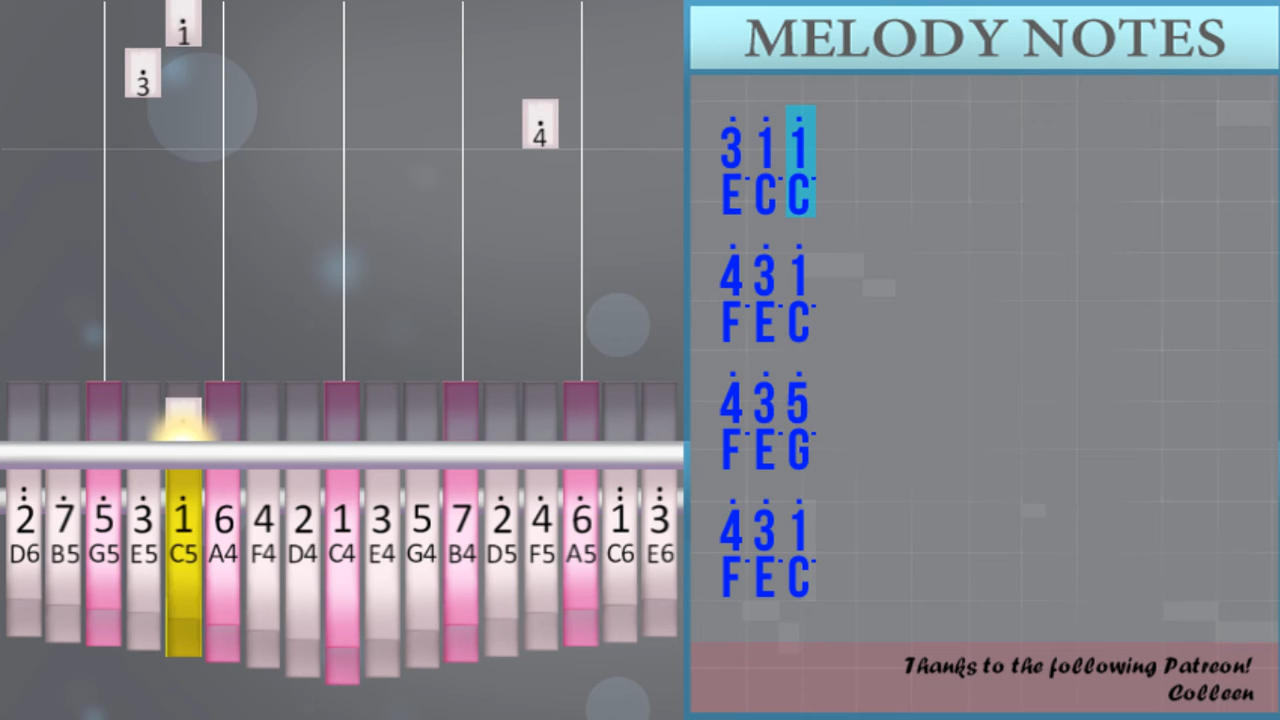 MELODY NOTES
i
3̇
4̇
3̇ 1̇ 1̇
E˙ C˙ C˙
4̇ 3̇ 1̇
F˙ E˙ C˙
4̇ 3̇ 5̇
F˙ E˙ G˙
4̇ 3̇ 1̇
F˙ E˙ C˙
2̈ 7̇ 5̇ 3̇ 1̇ 6 4 2 1 3 5 7 2̇ 4̇ 6̇ 1̈ 3̈
D6 B5 G5 E5 C5 A4 F4 D4 C4 E4 G4 B4 D5 F5 A5 C6 E6
Thanks to the following Patreon!
Colleen